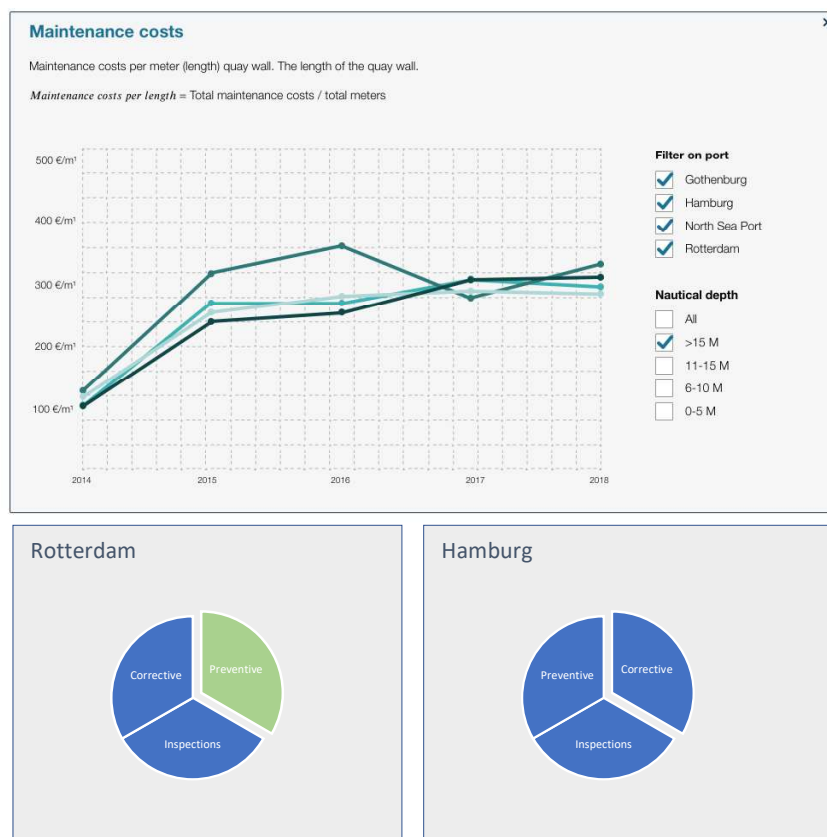 ×
Maintenance costs
Maintenance costs per meter (length) quay wall. The length of the quay wall.
Maintenance costs per length = Total maintenance costs / total meters
500 €/m¹
400 €/m¹
300 €/m¹
200 €/m¹
100 €/m¹
2014 2015 2016 2017 2018
Filter on port
Gothenburg
Hamburg
North Sea Port
Rotterdam
Nautical depth
All
>15 M
11-15 M
6-10 M
0-5 M
Rotterdam
Corrective
Preventive
Inspections
Hamburg
Preventive
Corrective
Inspections